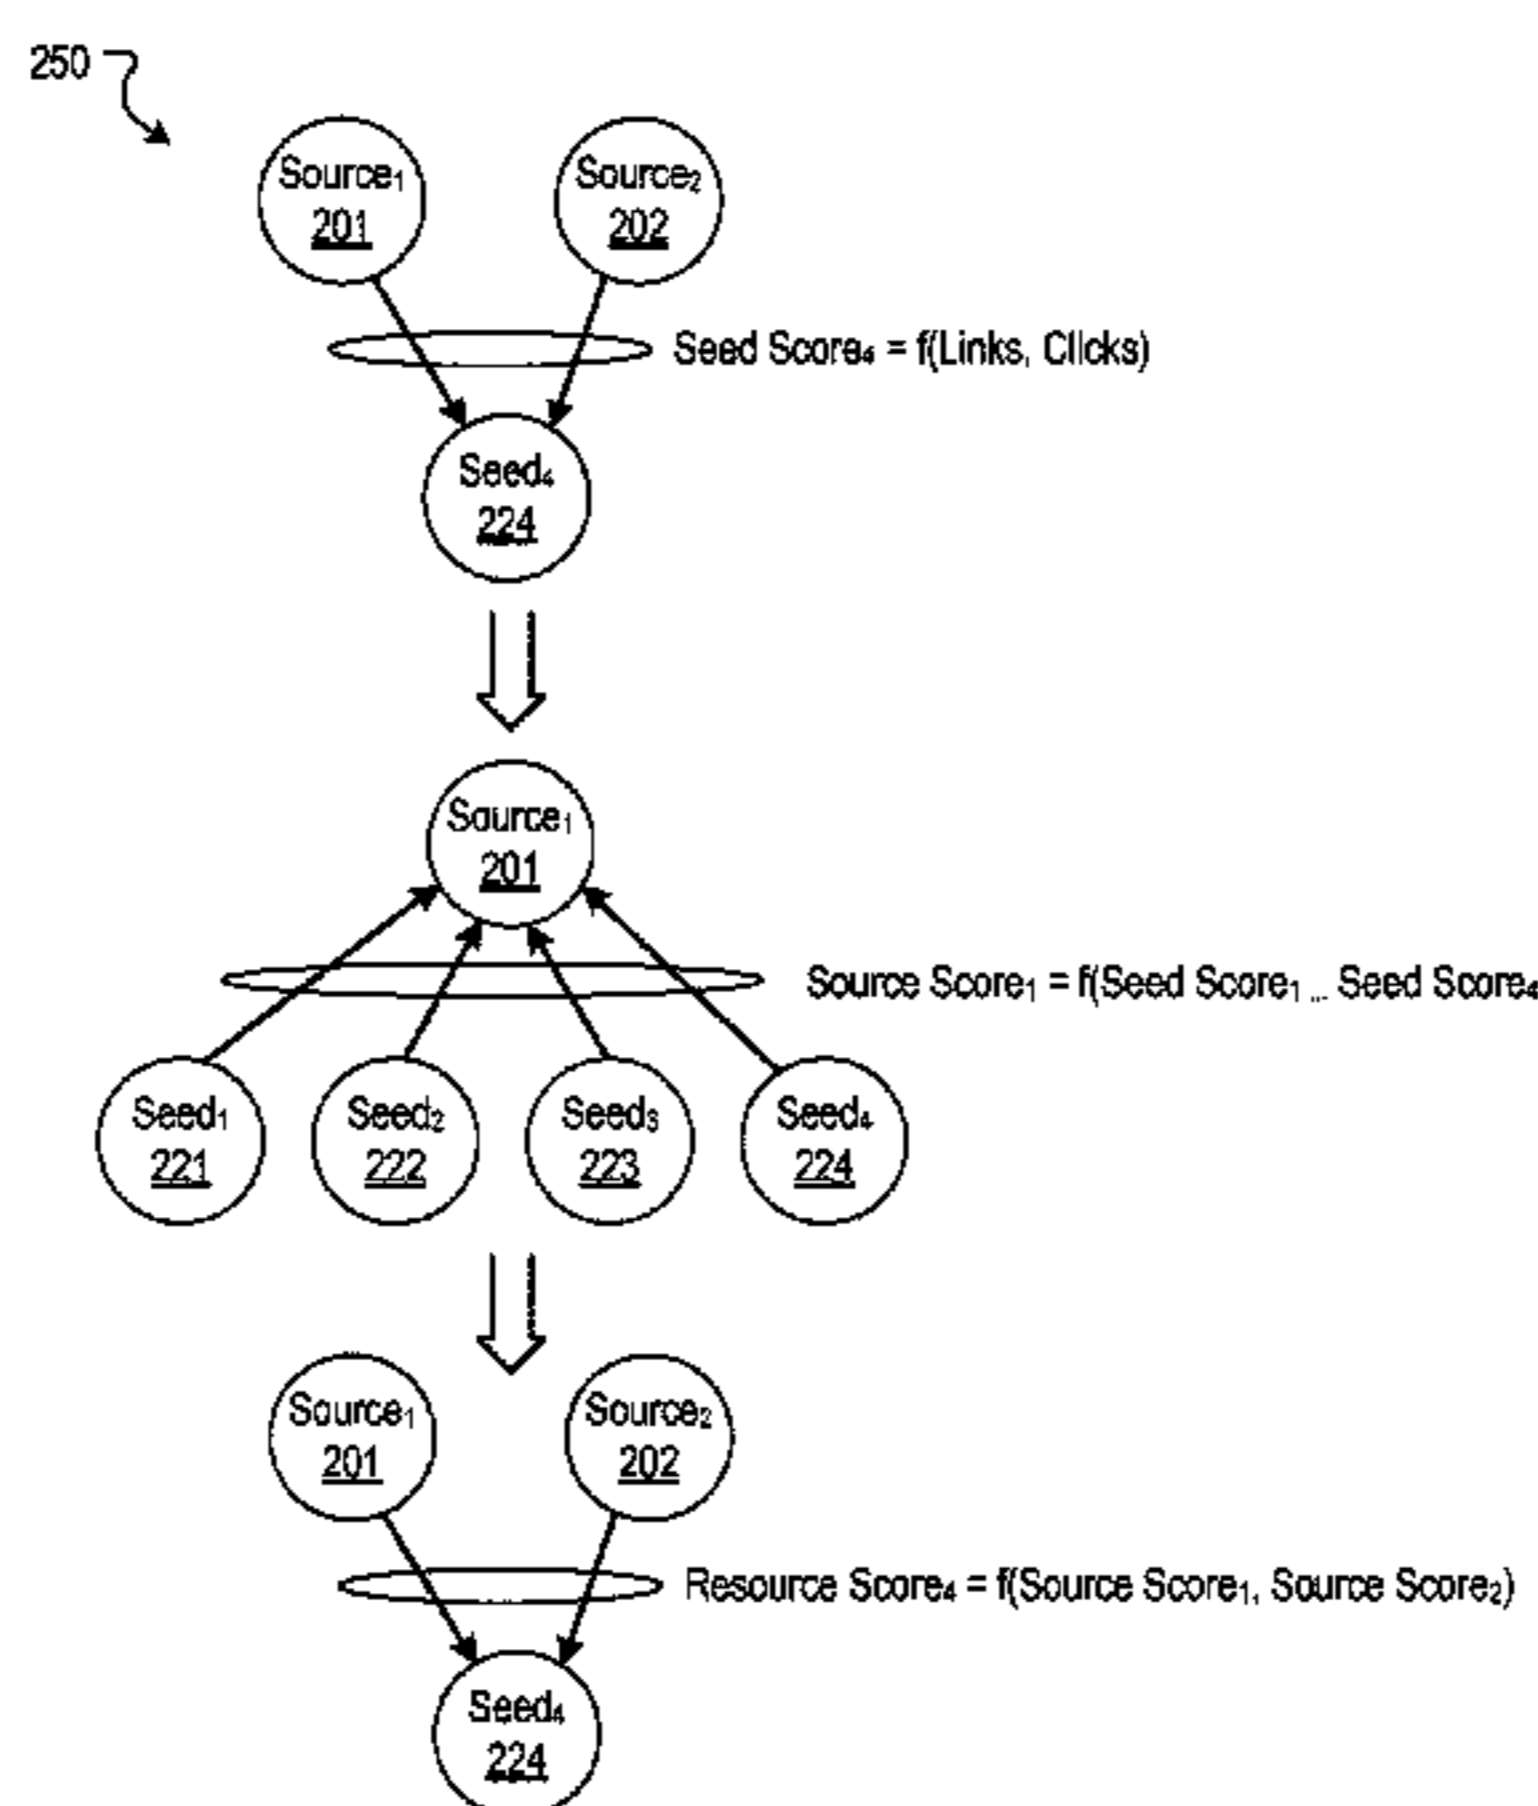 250
Source₁ Source₂
201 202
Seed Score₄ = f(Links, Clicks)
Seed₄
224
Source₁
201
Source Score₁ = f(Seed Score₁ ... Seed Score₄
Seed₁ Seed₂ Seed₃ Seed₄
221 222 223 224
Source₁ Source₂
201 202
Resource Score₄ = f(Source Score₁, Source Score₂)
Seed₄
224